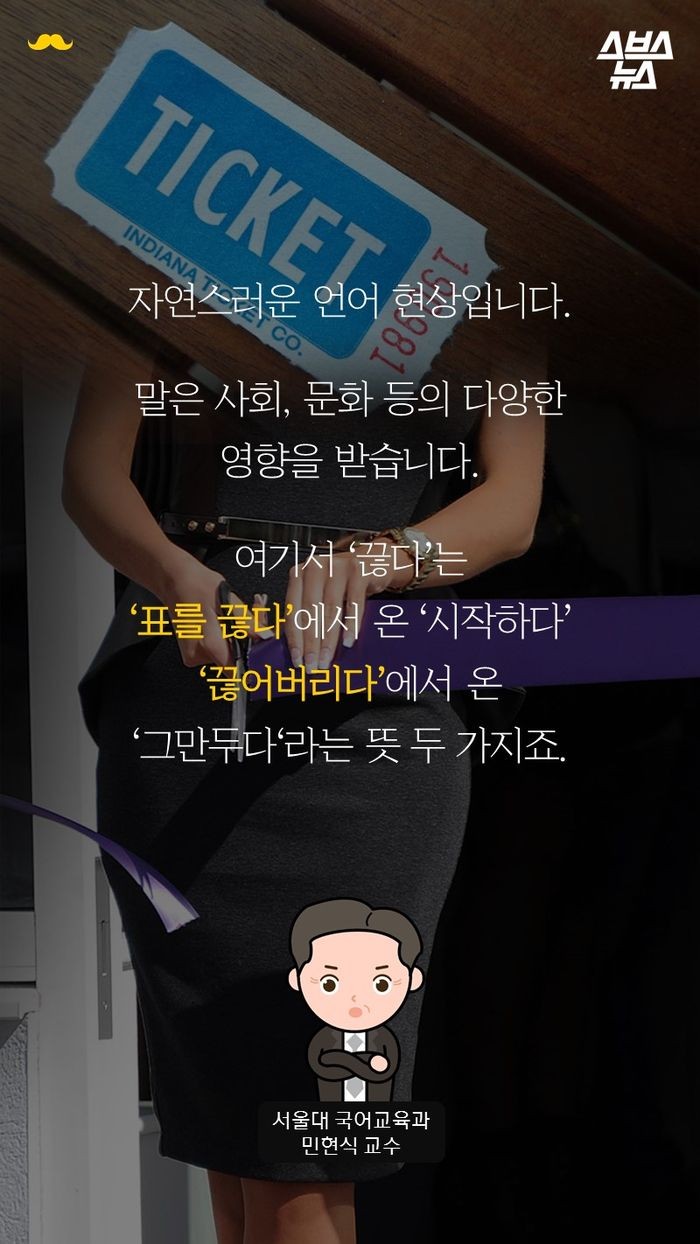 스브스
뉴스
TICKET
INDIANA TICKET CO.
자연스러운 언어 현상입니다.
말은 사회, 문화 등의 다양한
영향을 받습니다.
여기서 ‘끊다’는
‘표를 끊다’에서 온 ‘시작하다’
‘끊어버리다’에서 온
‘그만두다‘라는 뜻 두 가지죠.
서울대 국어교육과
민현식 교수